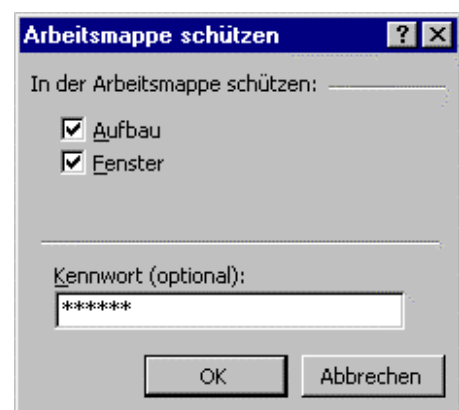 Arbeitsmappe schützen
In der Arbeitsmappe schützen:
Aufbau
Fenster
Kennwort (optional):
******
OK Abbrechen